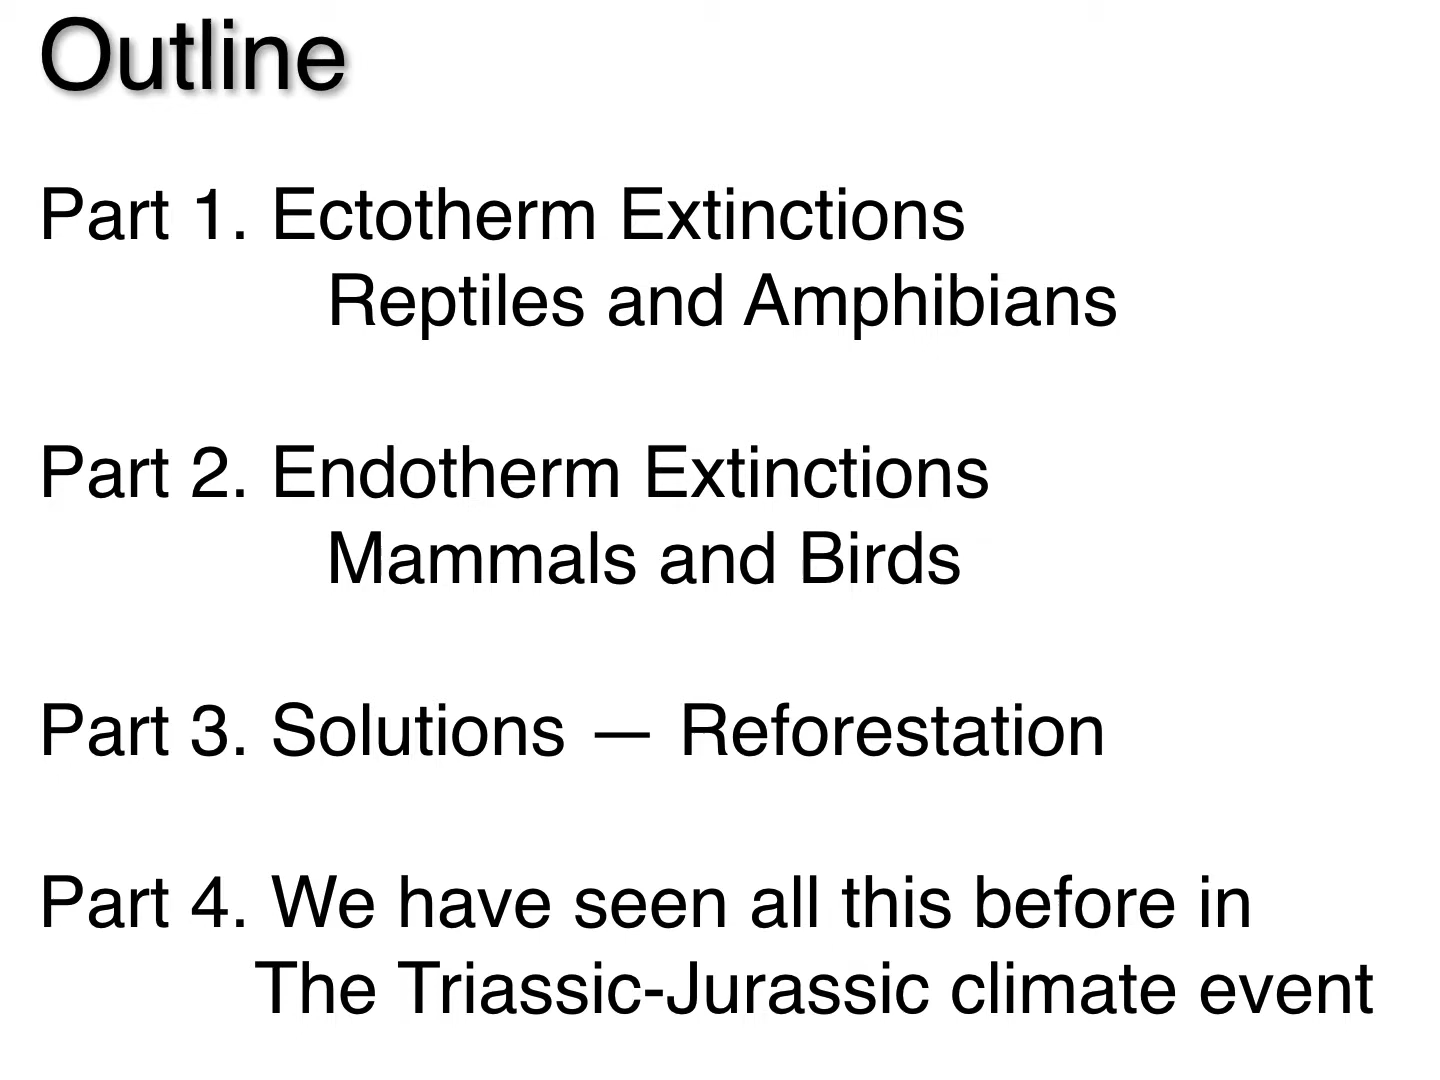 Outline
Part 1. Ectotherm Extinctions
Reptiles and Amphibians
Part 2. Endotherm Extinctions
Mammals and Birds
Part 3. Solutions — Reforestation
Part 4. We have seen all this before in
The Triassic-Jurassic climate event